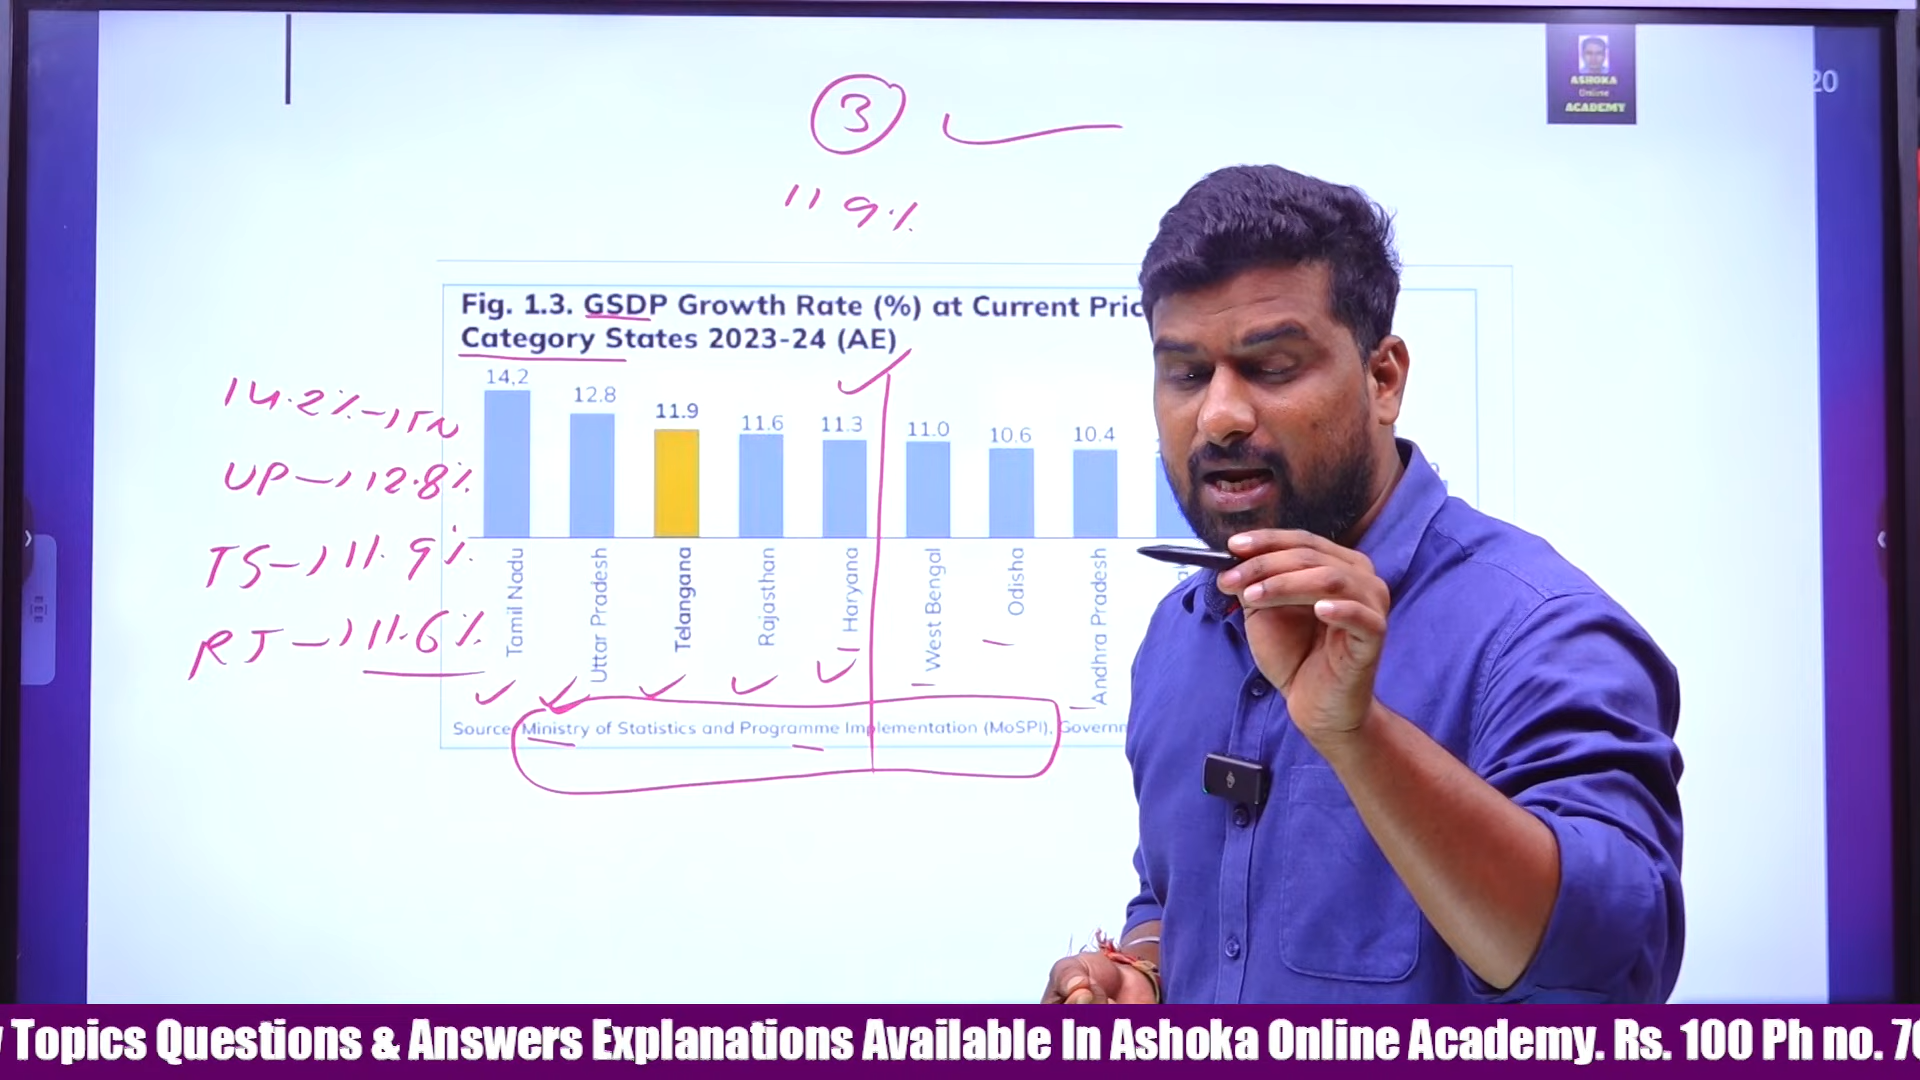 ASHOKA
Online
ACADEMY
20
3
11 9%
Fig. 1.3. GSDP Growth Rate (%) at Current Pric
Category States 2023-24 (AE)
14.2 12.8 11.9 11.6 11.3 11.0 10.6 10.4
Tamil Nadu
Uttar Pradesh
Telangana
Rajasthan
Haryana
West Bengal
Odisha
Andhra Pradesh
14.2%→TN
UP→12.8%
TS→11.9%
RJ→11.6%
Source: Ministry of Statistics and Programme Implementation (MoSPI), Governm
y Topics Questions & Answers Explanations Available In Ashoka Online Academy. Rs. 100 Ph no. 70